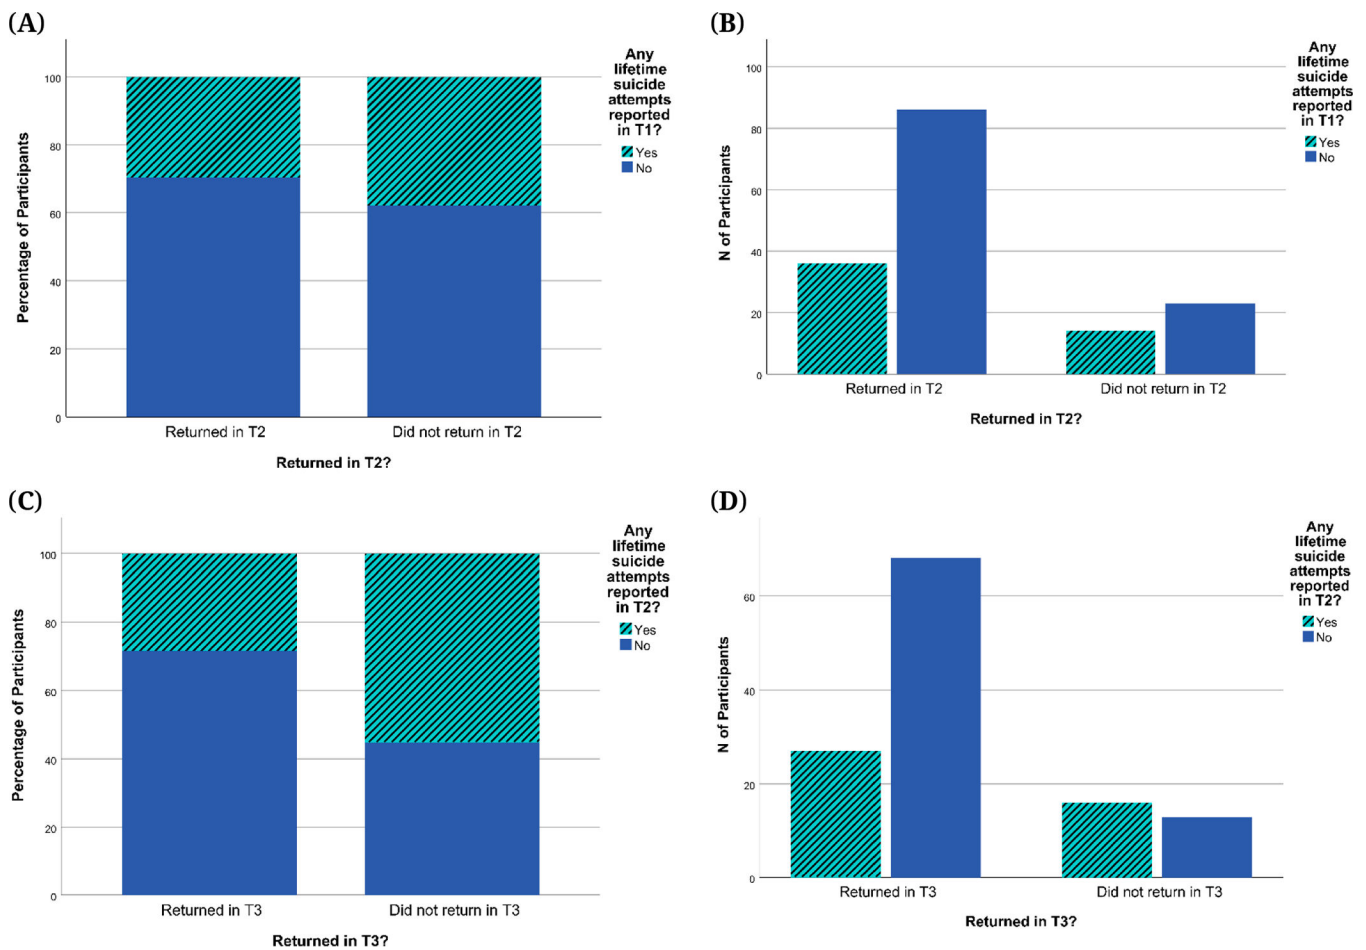 (A)
Any
lifetime
suicide
attempts
reported
in T1?
Yes
No
Percentage of Participants
100
80
60
40
20
0
Returned in T2
Did not return in T2
Returned in T2?
(B)
Any
lifetime
suicide
attempts
reported
in T1?
Yes
No
N of Participants
100
80
60
40
20
0
Returned in T2
Did not return in T2
Returned in T2?
(C)
Any
lifetime
suicide
attempts
reported
in T2?
Yes
No
Percentage of Participants
100
80
60
40
20
0
Returned in T3
Did not return in T3
Returned in T3?
(D)
Any
lifetime
suicide
attempts
reported
in T2?
Yes
No
N of Participants
60
40
20
0
Returned in T3
Did not return in T3
Returned in T3?